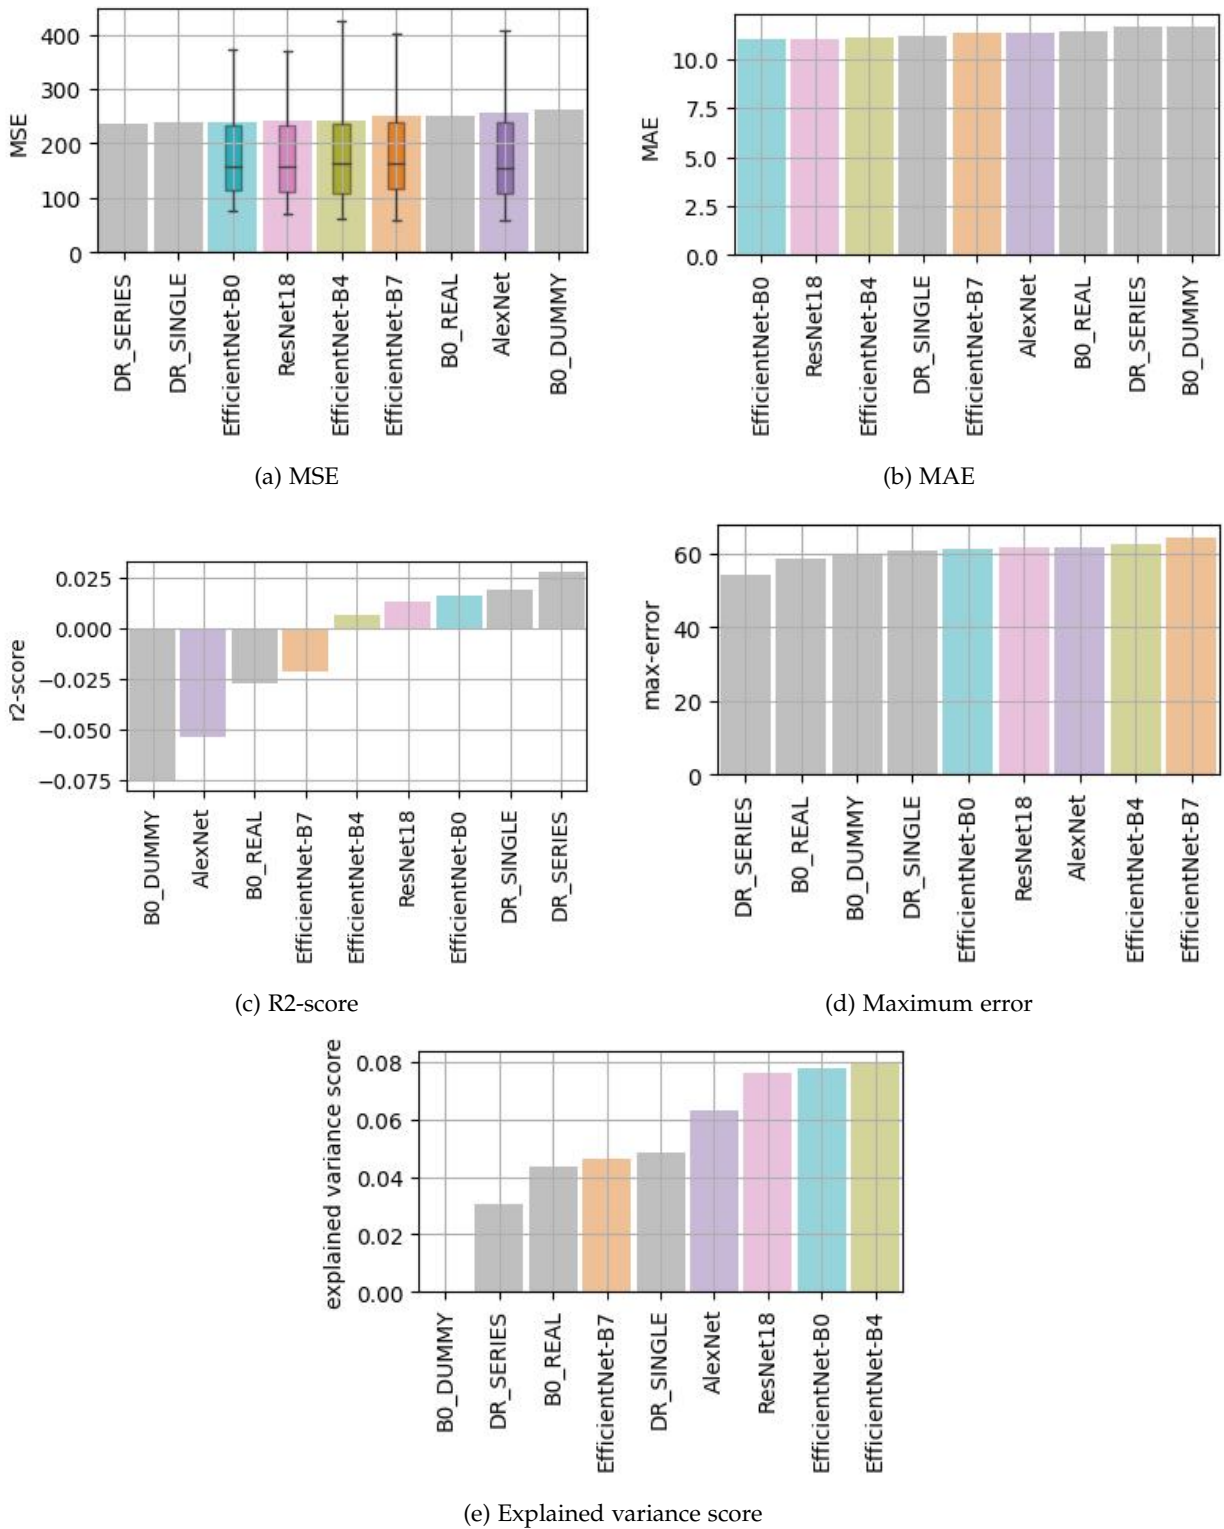 MSE
400
300
200
100
0
DR_SERIES
DR_SINGLE
EfficientNet-B0
ResNet18
EfficientNet-B4
EfficientNet-B7
B0_REAL
AlexNet
B0_DUMMY
(a) MSE
MAE
10.0
7.5
5.0
2.5
0.0
EfficientNet-B0
ResNet18
EfficientNet-B4
DR_SINGLE
EfficientNet-B7
AlexNet
B0_REAL
DR_SERIES
B0_DUMMY
(b) MAE
r2-score
0.025
0.000
−0.025
−0.050
−0.075
B0_DUMMY
AlexNet
B0_REAL
EfficientNet-B7
EfficientNet-B4
ResNet18
EfficientNet-B0
DR_SINGLE
DR_SERIES
(c) R2-score
max-error
60
40
20
0
DR_SERIES
B0_REAL
B0_DUMMY
DR_SINGLE
EfficientNet-B0
ResNet18
AlexNet
EfficientNet-B4
EfficientNet-B7
(d) Maximum error
explained variance score
0.08
0.06
0.04
0.02
0.00
B0_DUMMY
DR_SERIES
B0_REAL
EfficientNet-B7
DR_SINGLE
AlexNet
ResNet18
EfficientNet-B0
EfficientNet-B4
(e) Explained variance score